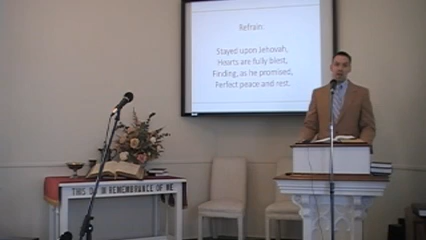 Refrain
Stayed upon Jehovah,
Hearts are fully blest,
Finding, as he promised,
Perfect peace and rest.
THIS DO IN REMEMBRANCE OF ME